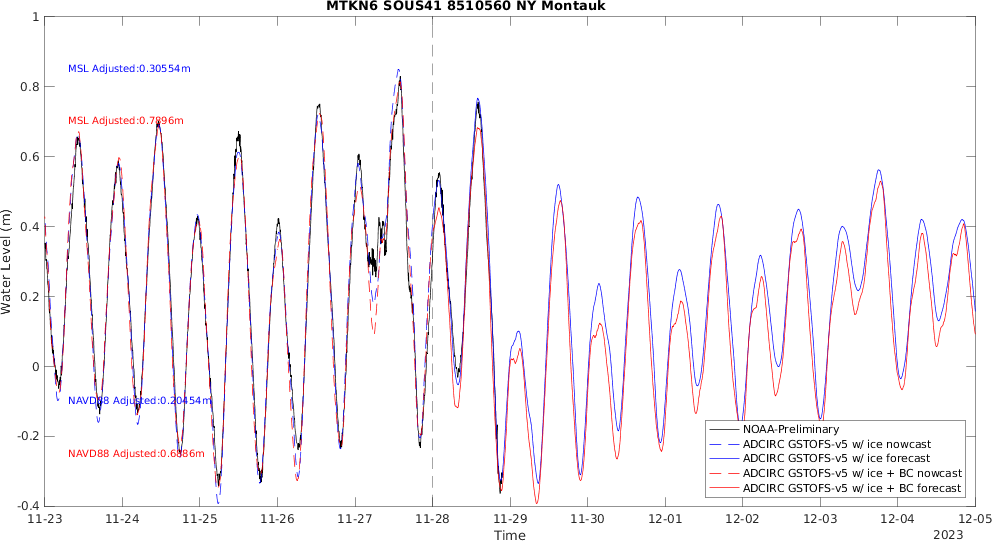 MTKN6 SOUS41 8510560 NY Montauk
1
0.8
0.6
0.4
0.2
0
-0.2
-0.4
Water Level (m)
MSL Adjusted:0.30554m
MSL Adjusted:0.7896m
NAVD88 Adjusted:0.20454m
NAVD88 Adjusted:0.6886m
NOAA-Preliminary
ADCIRC GSTOFS-v5 w/ ice nowcast
ADCIRC GSTOFS-v5 w/ ice forecast
ADCIRC GSTOFS-v5 w/ ice + BC nowcast
ADCIRC GSTOFS-v5 w/ ice + BC forecast
11-23 11-24 11-25 11-26 11-27 11-28 11-29 11-30 12-01 12-02 12-03 12-04 12-05
Time
2023